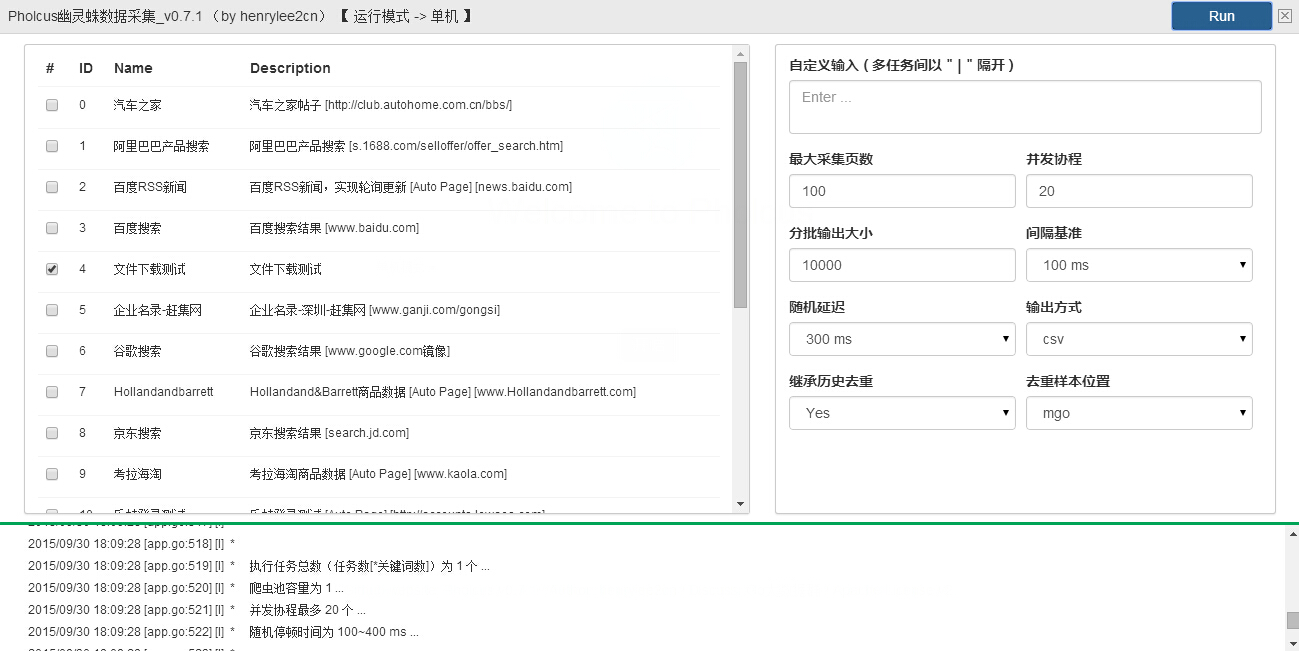 Pholcus幽灵蛛数据采集_v0.7.1 （by henrylee2cn） 【 运行模式 -> 单机 】 Run
# ID Name Description
0 汽车之家 汽车之家帖子 [http://club.autohome.com.cn/bbs/]
1 阿里巴巴产品搜索 阿里巴巴产品搜索 [s.1688.com/selloffer/offer_search.htm]
2 百度RSS新闻 百度RSS新闻，实现轮询更新 [Auto Page] [news.baidu.com]
3 百度搜索 百度搜索结果 [www.baidu.com]
4 文件下载测试 文件下载测试
5 企业名录-赶集网 企业名录-深圳-赶集网 [www.ganji.com/gongsi]
6 谷歌搜索 谷歌搜索结果 [www.google.com镜像]
7 Hollandandbarrett Hollandand&Barrett商品数据 [Auto Page] [www.Hollandandbarrett.com]
8 京东搜索 京东搜索结果 [search.jd.com]
9 考拉海淘 考拉海淘商品数据 [Auto Page] [www.kaola.com]
自定义输入 ( 多任务间以 " | " 隔开 )
Enter ...
最大采集页数 并发协程
100 20
分批输出大小 间隔基准
10000 100 ms
随机延迟 输出方式
300 ms csv
继承历史去重 去重样本位置
Yes mgo
2015/09/30 18:09:28 [app.go:518] [I] *
2015/09/30 18:09:28 [app.go:519] [I] * 执行任务总数（任务数[*关键词数]）为 1 个 ...
2015/09/30 18:09:28 [app.go:520] [I] * 爬虫池容量为 1 ...
2015/09/30 18:09:28 [app.go:521] [I] * 并发协程最多 20 个 ...
2015/09/30 18:09:28 [app.go:522] [I] * 随机停顿时间为 100~400 ms ...